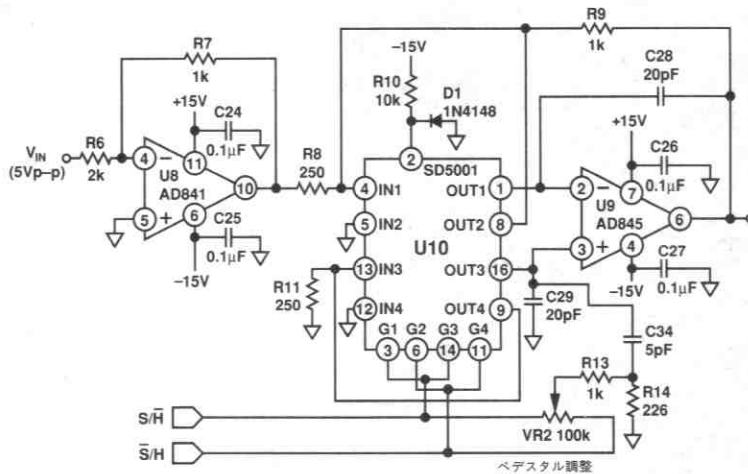 R7
1k
R9
1k
C28
20pF
-15V
R10
10k
D1
1N4148
+15V
C24
0.1μF
+15V
C26
0.1μF
VIN
(5Vp-p)
R6
2k
4
-
11
U8
AD841
10
5
+
6
C25
0.1μF
-15V
R8
250
2
SD5001
4
IN1
OUT1
1
5
IN2
OUT2
8
U10
13
IN3
OUT3
16
12
IN4
OUT4
9
G1
G2
G3
G4
3
6
14
11
2
-
7
U9
AD845
6
3
+
4
C27
0.1μF
-15V
R11
250
C29
20pF
C34
5pF
R13
1k
R14
226
S/H̅
S̅/H
VR2 100k
ペデスタル調整